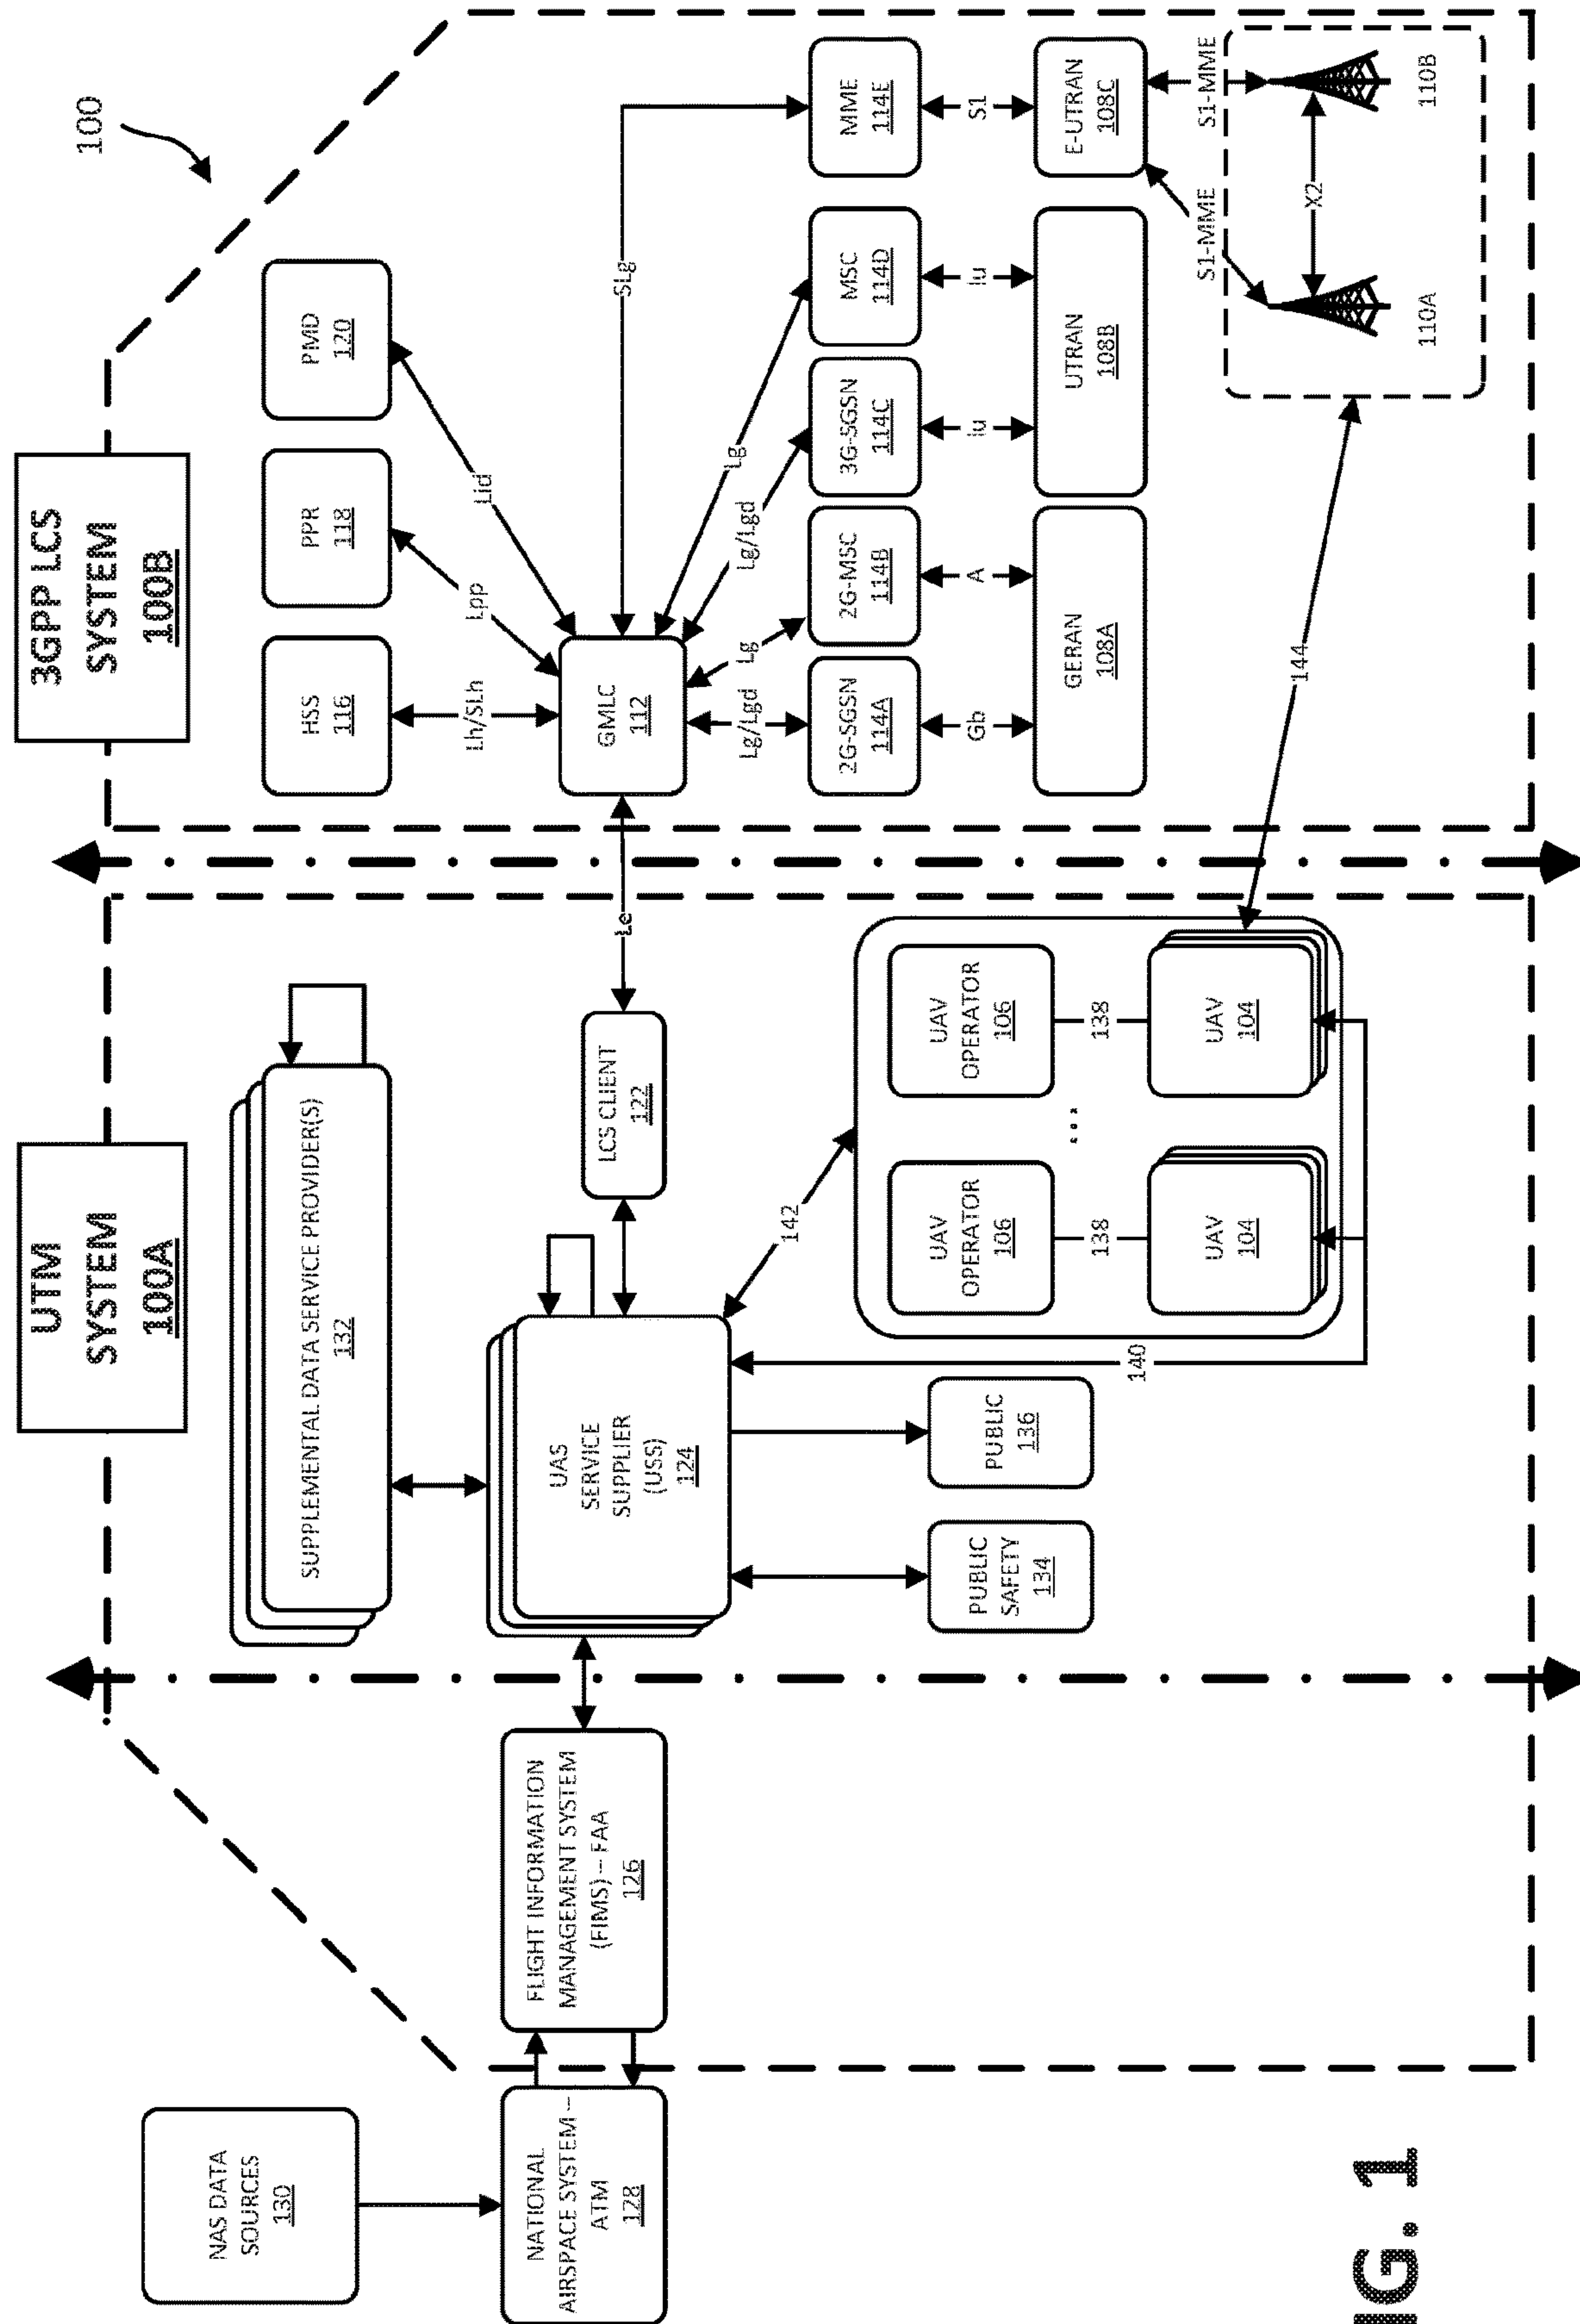 100
UTM
SYSTEM
100A
3GPP LCS
SYSTEM
100B
NAS DATA
SOURCES
130
NATIONAL
AIRSPACE SYSTEM –
ATM
128
FLIGHT INFORMATION
MANAGEMENT SYSTEM
(FIMS) – FAA
126
SUPPLEMENTAL DATA SERVICE PROVIDER(S)
132
UAS
SERVICE
SUPPLIER
(USS)
124
LCS CLIENT
122
Le
PUBLIC
SAFETY
134
PUBLIC
136
140
142
UAV
OPERATOR
106
...
UAV
OPERATOR
106
138
138
UAV
104
UAV
104
144
HSS
116
PPR
118
PMD
120
Lh/SLh
Lpp
Lid
GMLC
112
SLg
Lg/Lgd
Lg
Lg/Lgd
Lg
2G-SGSN
114A
2G-MSC
114B
3G-SGSN
114C
MSC
114D
MME
114E
Gb
A
Iu
Iu
S1
GERAN
108A
UTRAN
108B
E-UTRAN
108C
S1-MME
S1-MME
X2
110A
110B
IG. 1